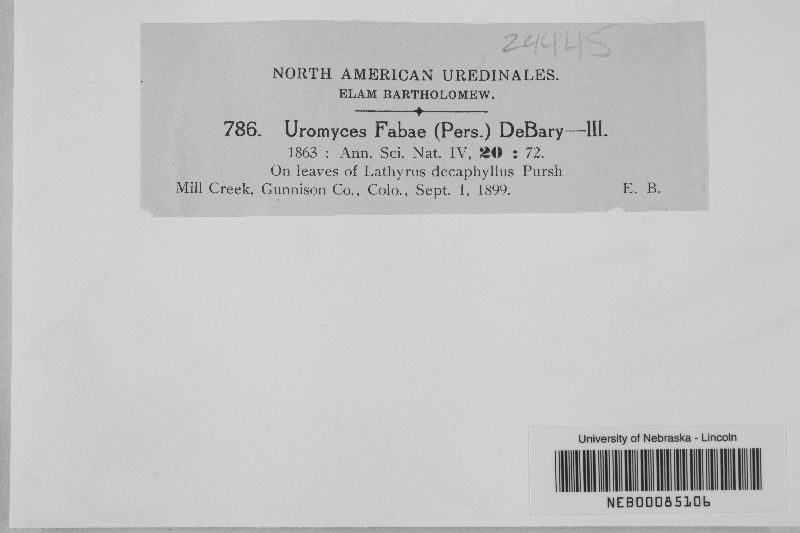 24445
NORTH AMERICAN UREDINALES.
ELAM BARTHOLOMEW.
786. Uromyces Fabae (Pers.) DeBary—III.
1863 : Ann. Sci. Nat. IV, 20 : 72.
On leaves of Lathyrus decaphyllus Pursh
Mill Creek, Gunnison Co., Colo., Sept. 1, 1899. E. B.
University of Nebraska - Lincoln
NEB00085106